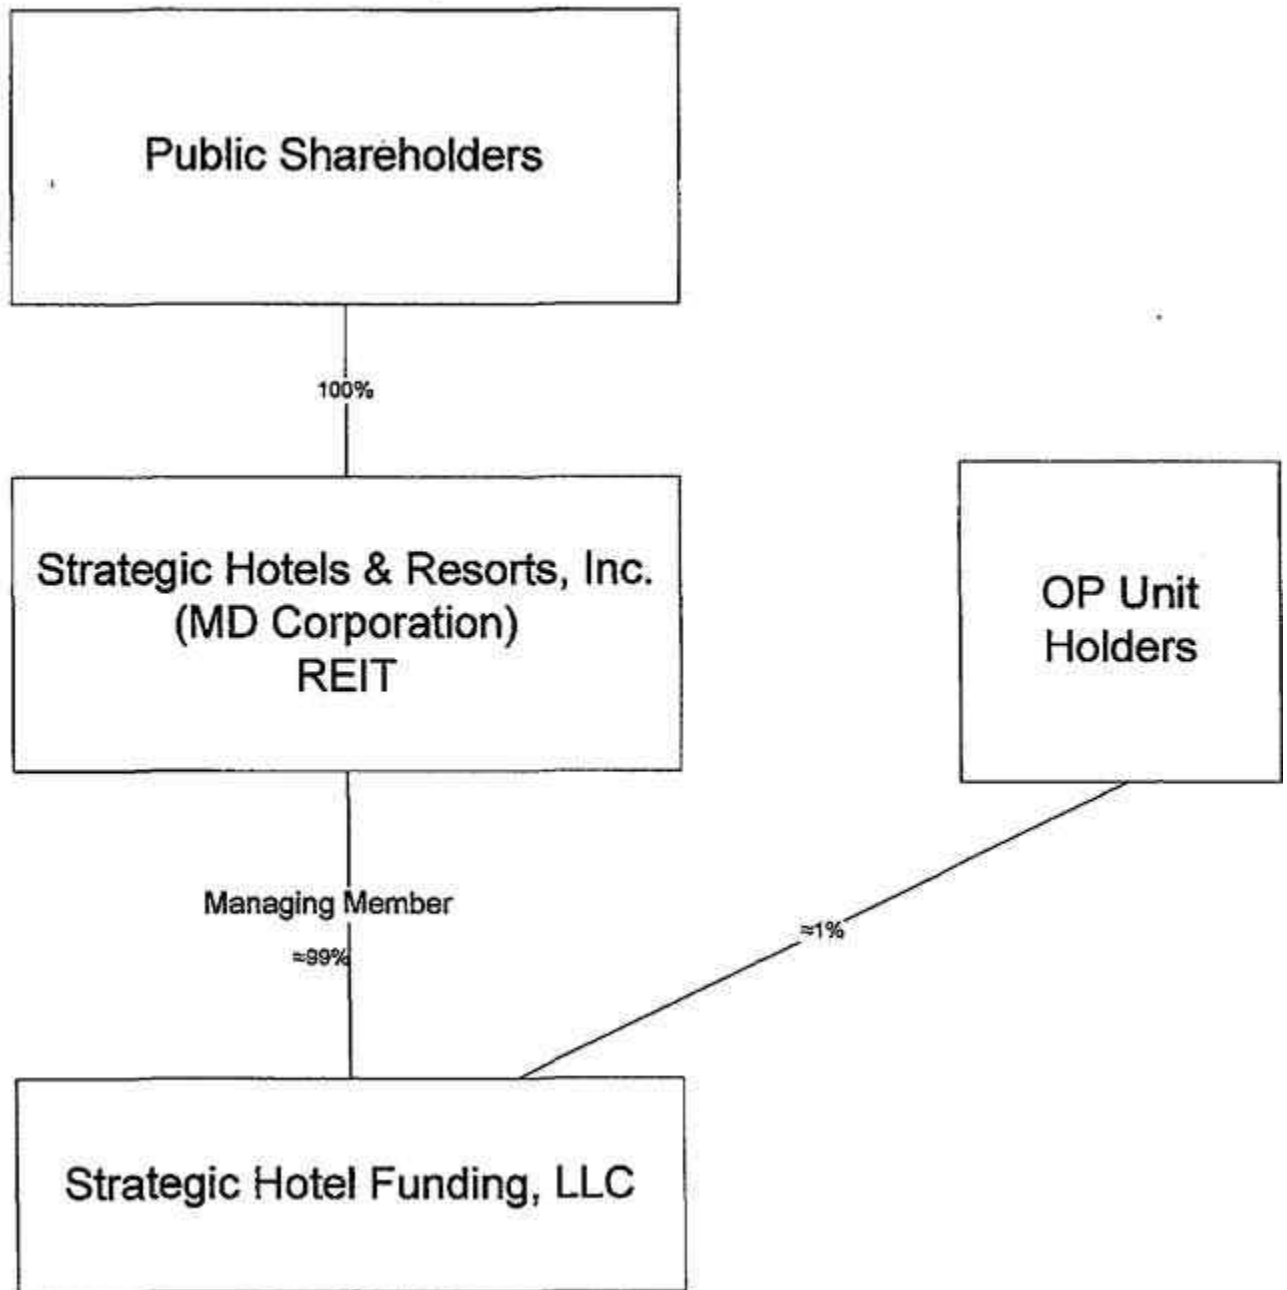 Public Shareholders
100%
Strategic Hotels & Resorts, Inc.
(MD Corporation)
REIT
OP Unit
Holders
Managing Member
≈99%
≈1%
Strategic Hotel Funding, LLC